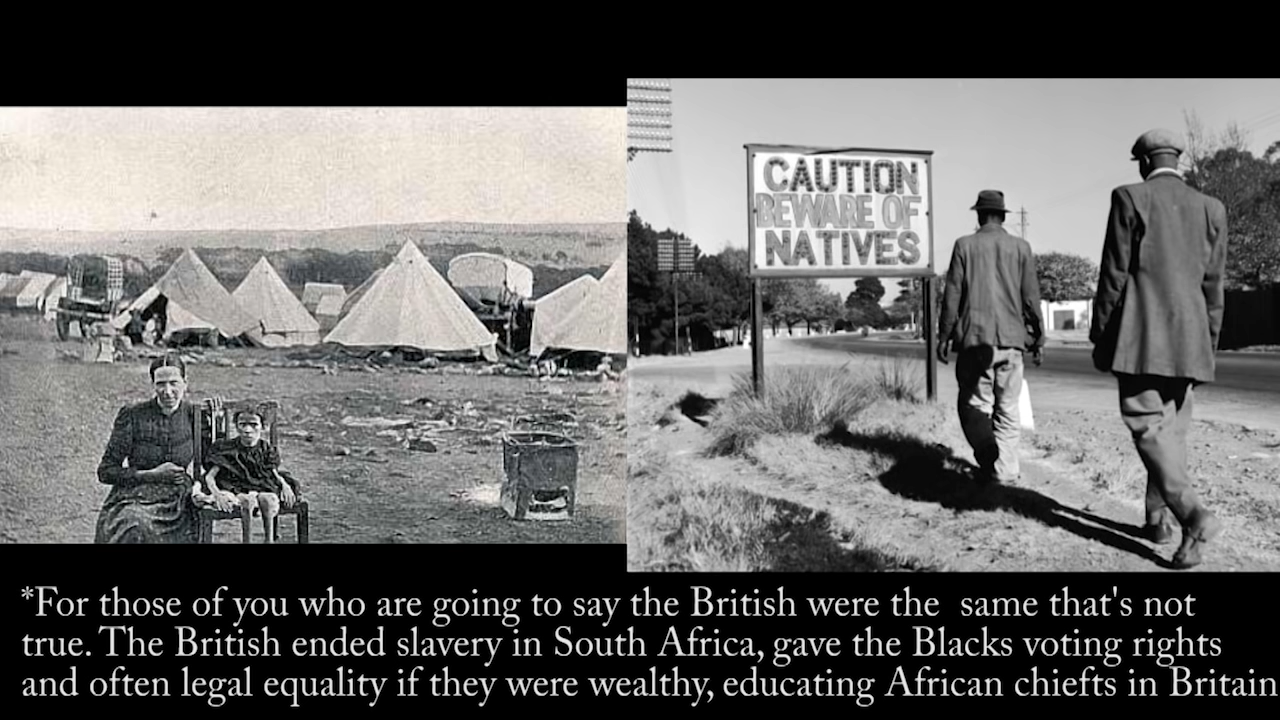 CAUTION
BEWARE OF
NATIVES
*For those of you who are going to say the British were the  same that's not
true. The British ended slavery in South Africa, gave the Blacks voting rights
and often legal equality if they were wealthy, educating African chiefts in Britain